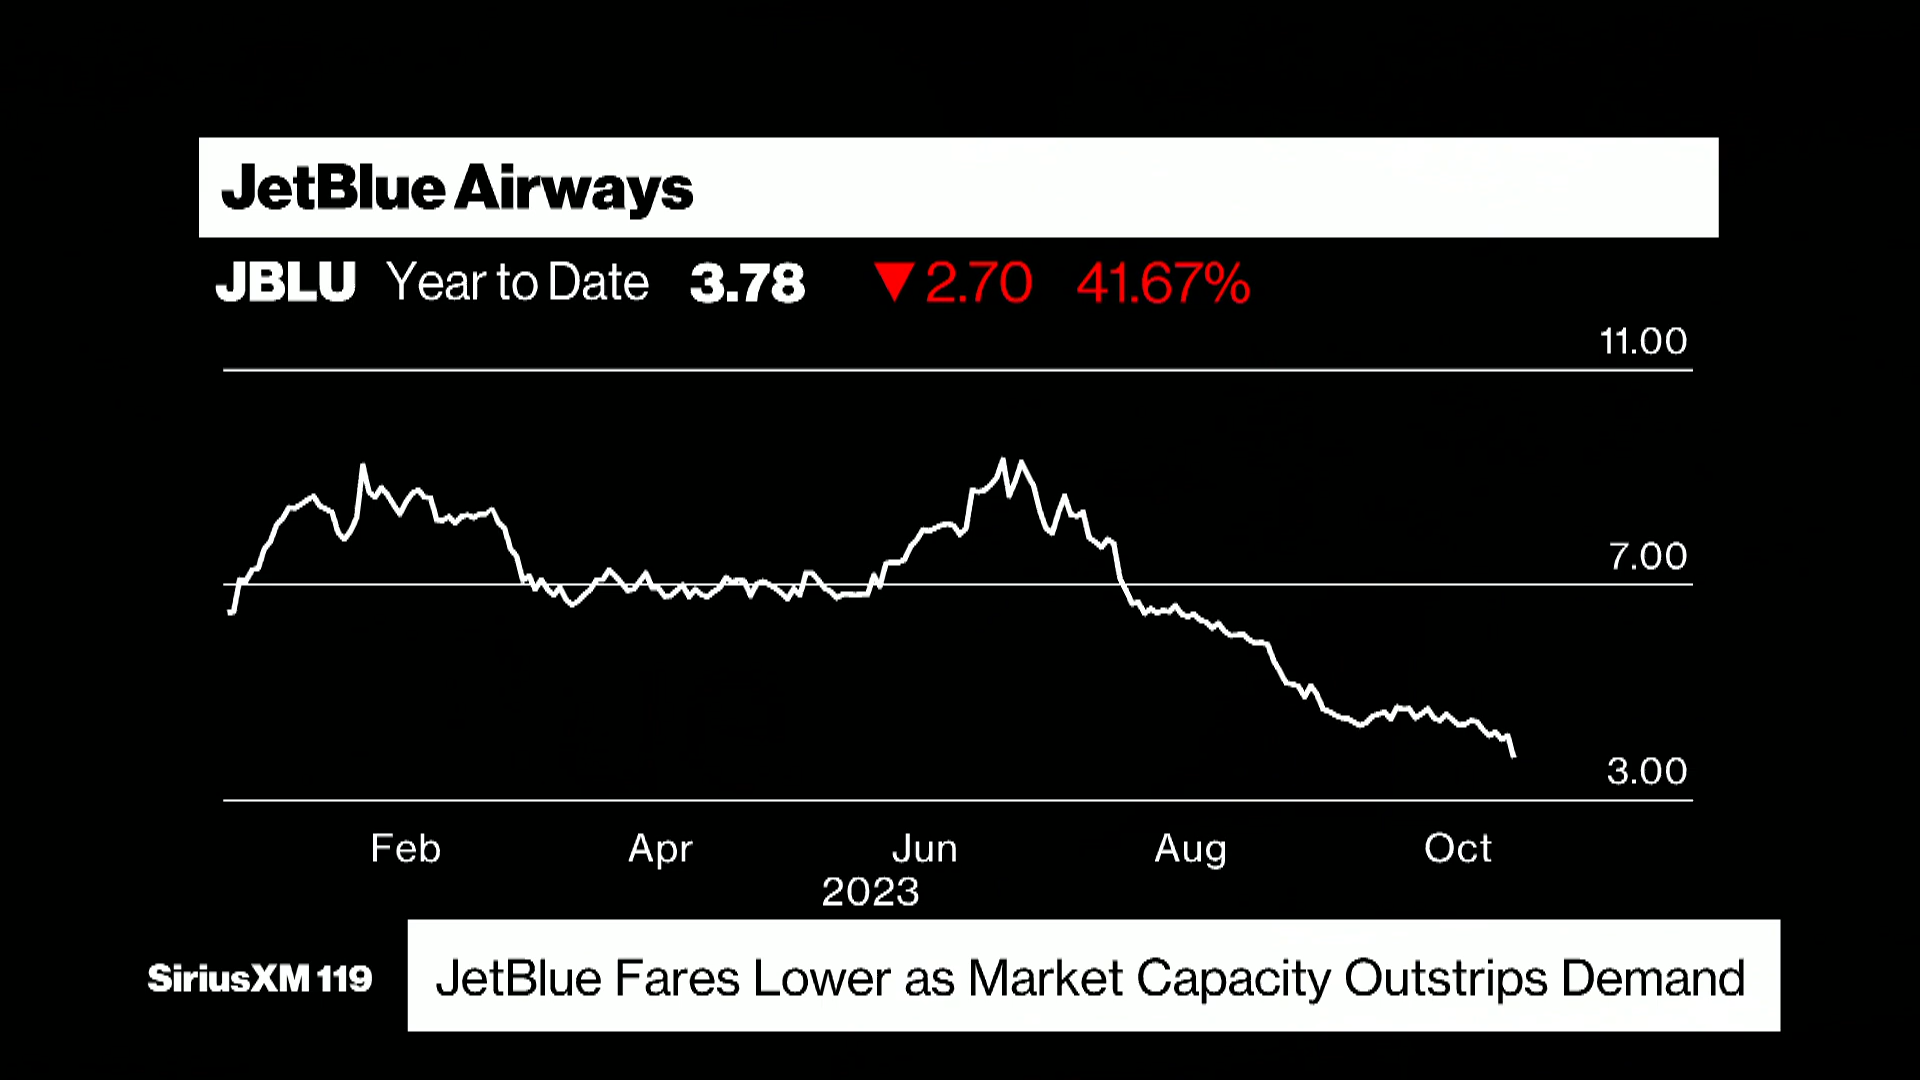 JetBlue Airways
JBLU Year to Date 3.78 ▼2.70 41.67%
11.00
7.00
3.00
Feb Apr Jun Aug Oct
2023
SiriusXM 119
JetBlue Fares Lower as Market Capacity Outstrips Demand